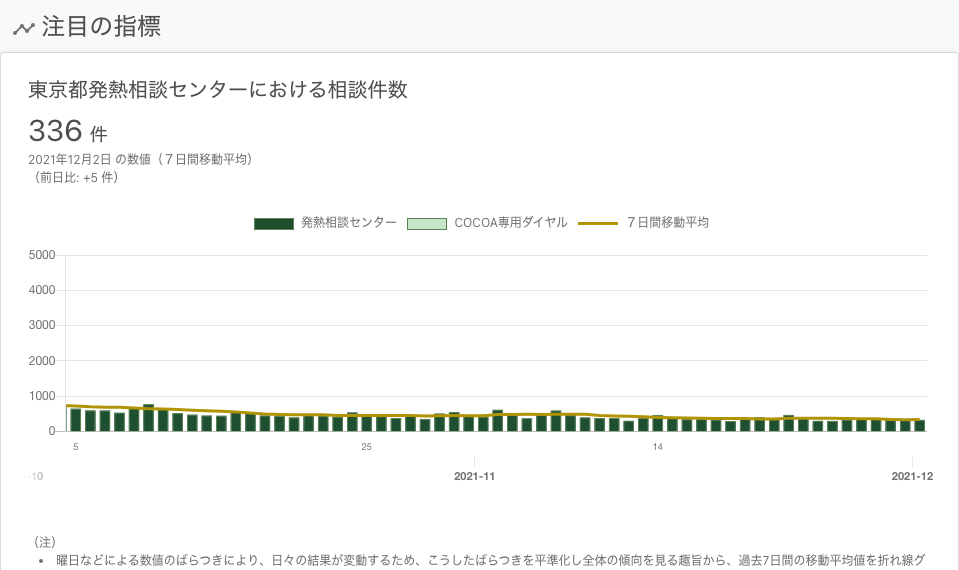 注目の指標
東京都発熱相談センターにおける相談件数
336 件
2021年12月2日 の数値（７日間移動平均）
（前日比: +5 件）
発熱相談センター COCOA専用ダイヤル ７日間移動平均
5000
4000
3000
2000
1000
0
5 25 14
-10 2021-11 2021-12
（注）
• 曜日などによる数値のばらつきにより、日々の結果が変動するため、こうしたばらつきを平準化し全体の傾向を見る趣旨から、過去7日間の移動平均値を折れ線グ